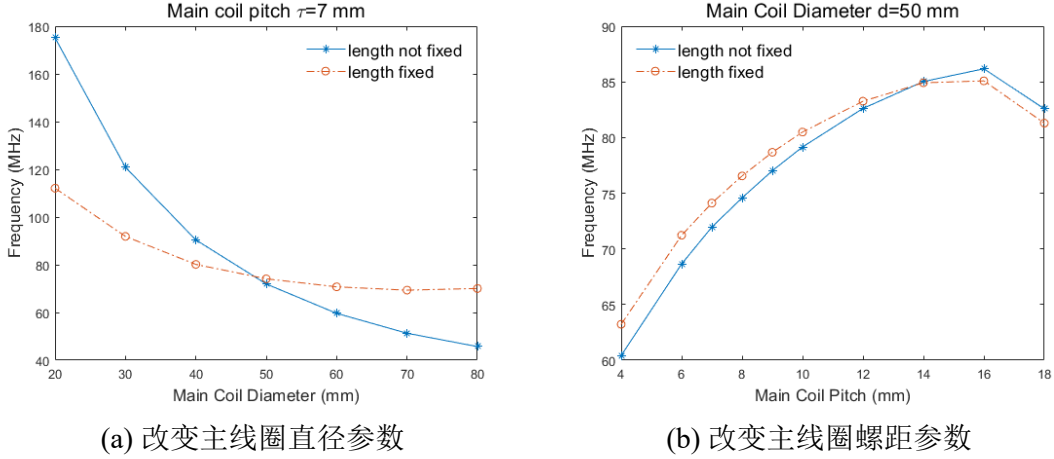 Main coil pitch τ=7 mm
180
160
140
120
100
80
60
40
Frequency (MHz)
length not fixed
length fixed
20 30 40 50 60 70 80
Main Coil Diameter (mm)
(a) 改变主线圈直径参数
Main Coil Diameter d=50 mm
90
85
80
75
70
65
60
Frequency (MHz)
length not fixed
length fixed
4 6 8 10 12 14 16 18
Main Coil Pitch (mm)
(b) 改变主线圈螺距参数